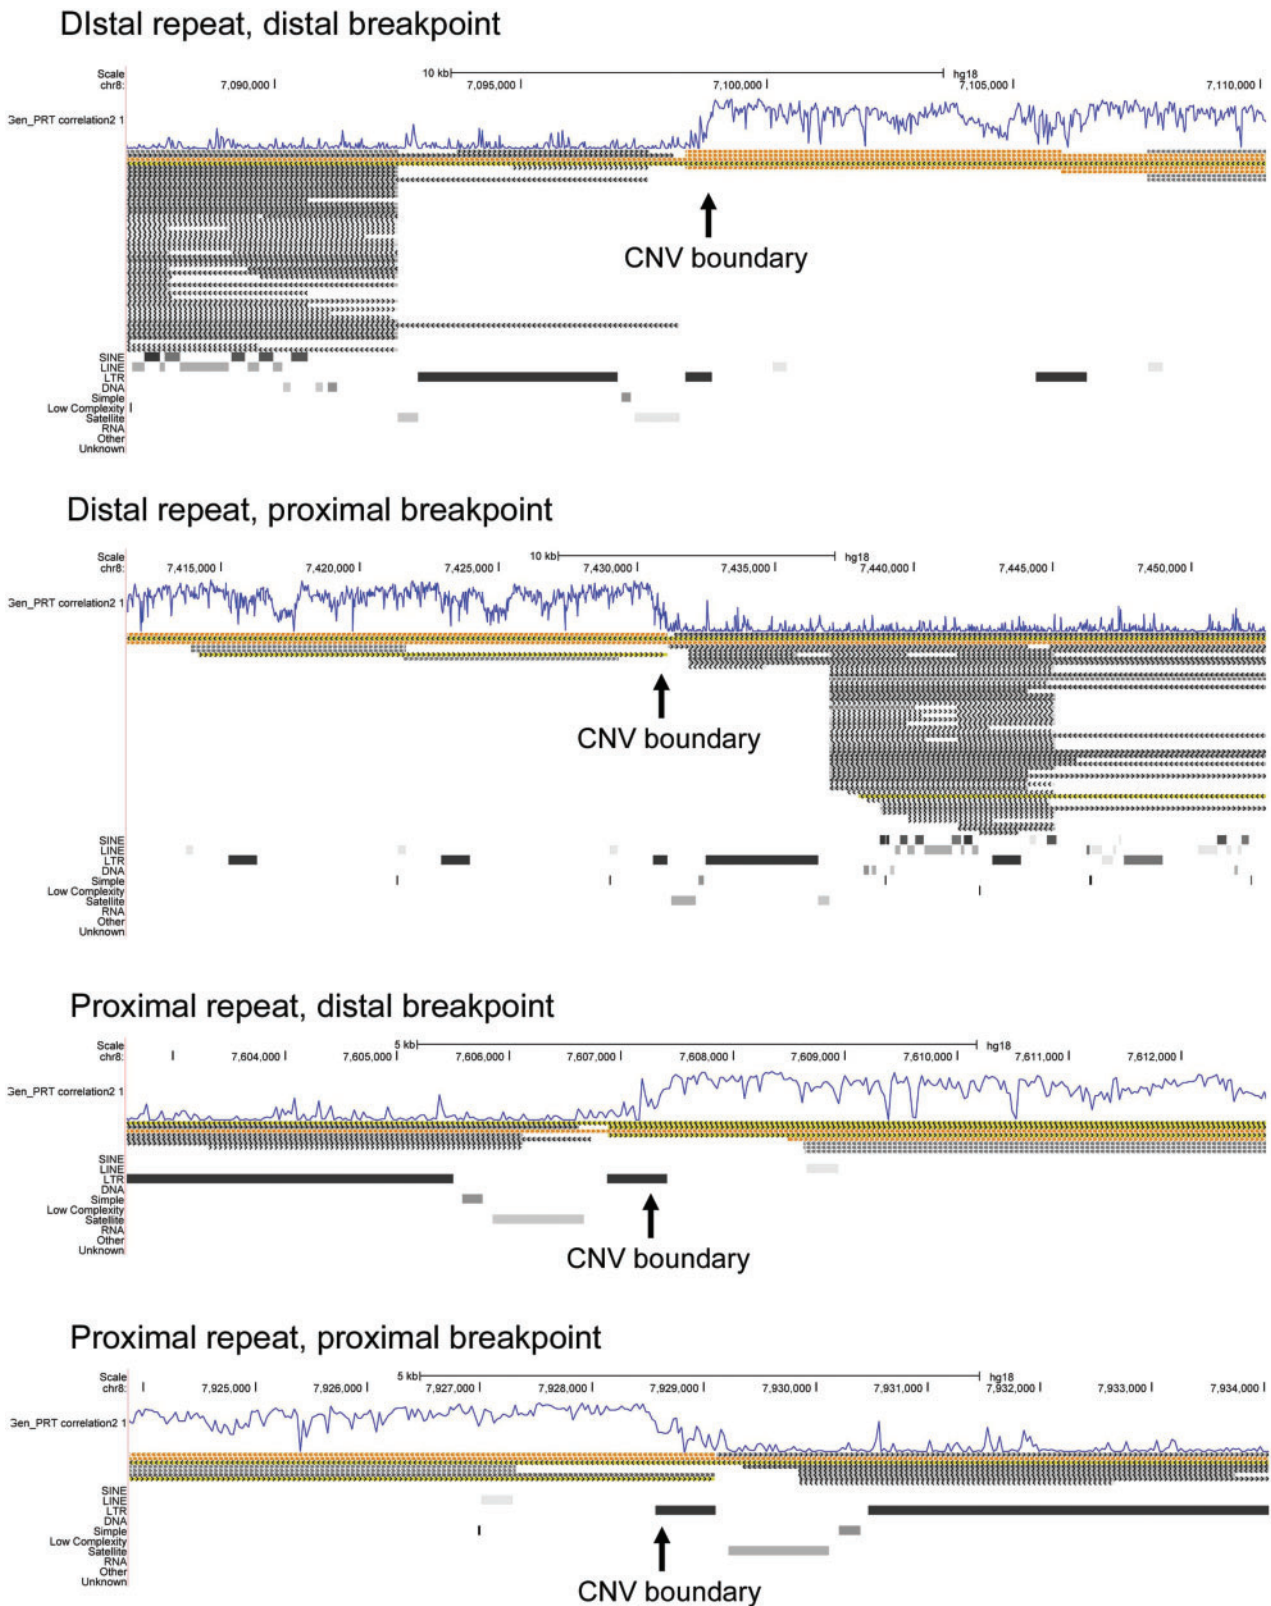 DIstal repeat, distal breakpoint
Scale 10 kb hg18
chr8: 7,090,000 7,095,000 7,100,000 7,105,000 7,110,000
Gen_PRT correlation2 1
CNV boundary
SINE
LINE
LTR
DNA
Simple
Low Complexity
Satellite
RNA
Other
Unknown
Distal repeat, proximal breakpoint
Scale 10 kb hg18
chr8: 7,415,000 7,420,000 7,425,000 7,430,000 7,435,000 7,440,000 7,445,000 7,450,000
Gen_PRT correlation2 1
CNV boundary
SINE
LINE
LTR
DNA
Simple
Low Complexity
Satellite
RNA
Other
Unknown
Proximal repeat, distal breakpoint
Scale 5 kb hg18
chr8: 7,604,000 7,605,000 7,606,000 7,607,000 7,608,000 7,609,000 7,610,000 7,611,000 7,612,000
Gen_PRT correlation2 1
SINE
LINE
LTR
DNA
Simple
Low Complexity
Satellite
RNA
Other
Unknown
CNV boundary
Proximal repeat, proximal breakpoint
Scale 5 kb hg18
chr8: 7,925,000 7,926,000 7,927,000 7,928,000 7,929,000 7,930,000 7,931,000 7,932,000 7,933,000 7,934,000
Gen_PRT correlation2 1
SINE
LINE
LTR
DNA
Simple
Low Complexity
Satellite
RNA
Other
Unknown
CNV boundary